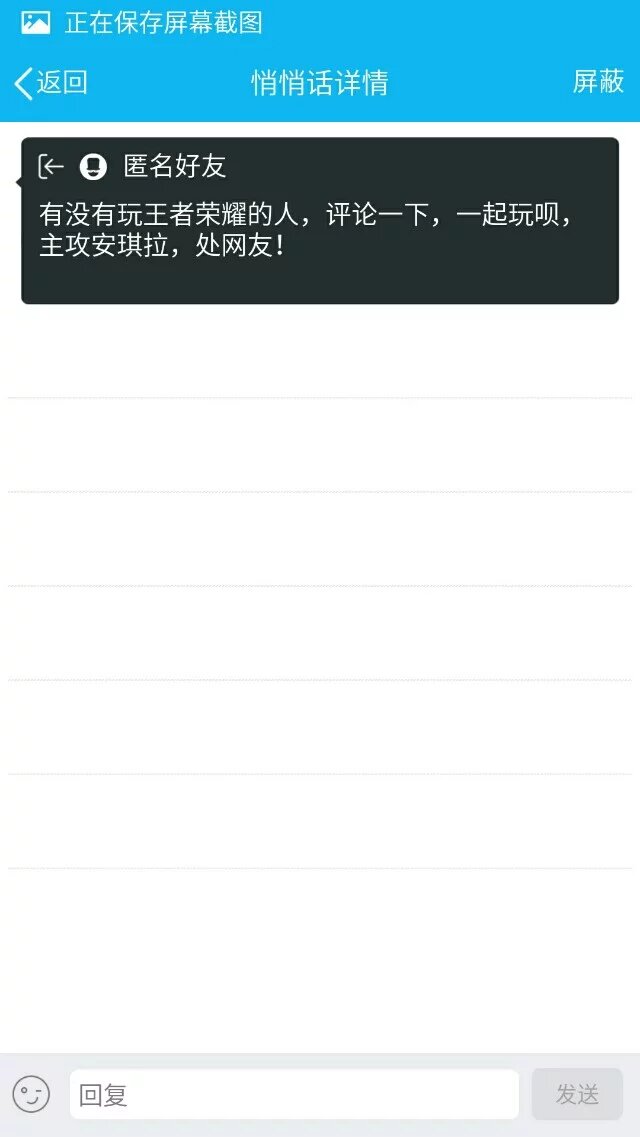 正在保存屏幕截图
返回 悄悄话详情 屏蔽
匿名好友
有没有玩王者荣耀的人，评论一下，一起玩呗，
主攻安琪拉，处网友！
回复 发送